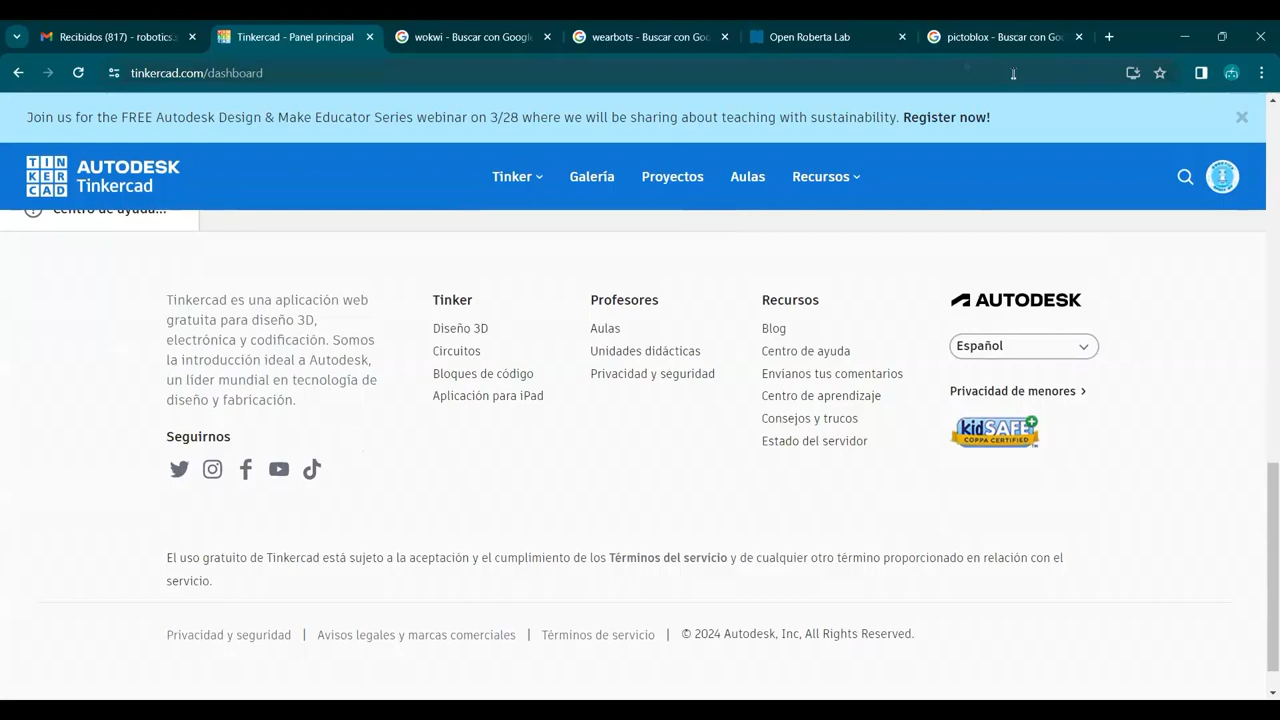 Recibidos (817) - robotics.
Tinkercad - Panel principal
wokwi - Buscar con Google
wearbots - Buscar con Goo
Open Roberta Lab
pictoblox - Buscar con Goo
tinkercad.com/dashboard
Join us for the FREE Autodesk Design & Make Educator Series webinar on 3/28 where we will be sharing about teaching with sustainability. Register now!
TIN
KER
CAD
AUTODESK
Tinkercad
Tinker
Galería
Proyectos
Aulas
Recursos
Centro de ayuda...
Tinkercad es una aplicación web
gratuita para diseño 3D,
electrónica y codificación. Somos
la introducción ideal a Autodesk,
un líder mundial en tecnología de
diseño y fabricación.
Seguirnos
Tinker
Diseño 3D
Circuitos
Bloques de código
Aplicación para iPad
Profesores
Aulas
Unidades didácticas
Privacidad y seguridad
Recursos
Blog
Centro de ayuda
Envianos tus comentarios
Centro de aprendizaje
Consejos y trucos
Estado del servidor
AUTODESK
Español
Privacidad de menores >
kidSAFE
COPPA CERTIFIED
El uso gratuito de Tinkercad está sujeto a la aceptación y el cumplimiento de los Términos del servicio y de cualquier otro término proporcionado en relación con el
servicio.
Privacidad y seguridad | Avisos legales y marcas comerciales | Términos de servicio | © 2024 Autodesk, Inc, All Rights Reserved.